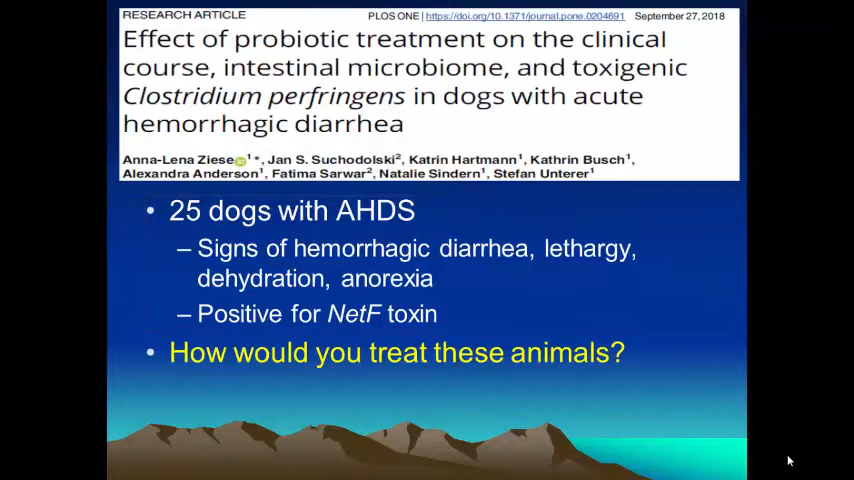 RESEARCH ARTICLE
PLOS ONE | https://doi.org/10.1371/journal.pone.0204691 September 27, 2018
Effect of probiotic treatment on the clinical
course, intestinal microbiome, and toxigenic
Clostridium perfringens in dogs with acute
hemorrhagic diarrhea
Anna-Lena Ziese¹*, Jan S. Suchodolski², Katrin Hartmann¹, Kathrin Busch¹,
Alexandra Anderson¹, Fatima Sarwar², Natalie Sindern¹, Stefan Unterer¹
• 25 dogs with AHDS
– Signs of hemorrhagic diarrhea, lethargy,
dehydration, anorexia
– Positive for NetF toxin
• How would you treat these animals?